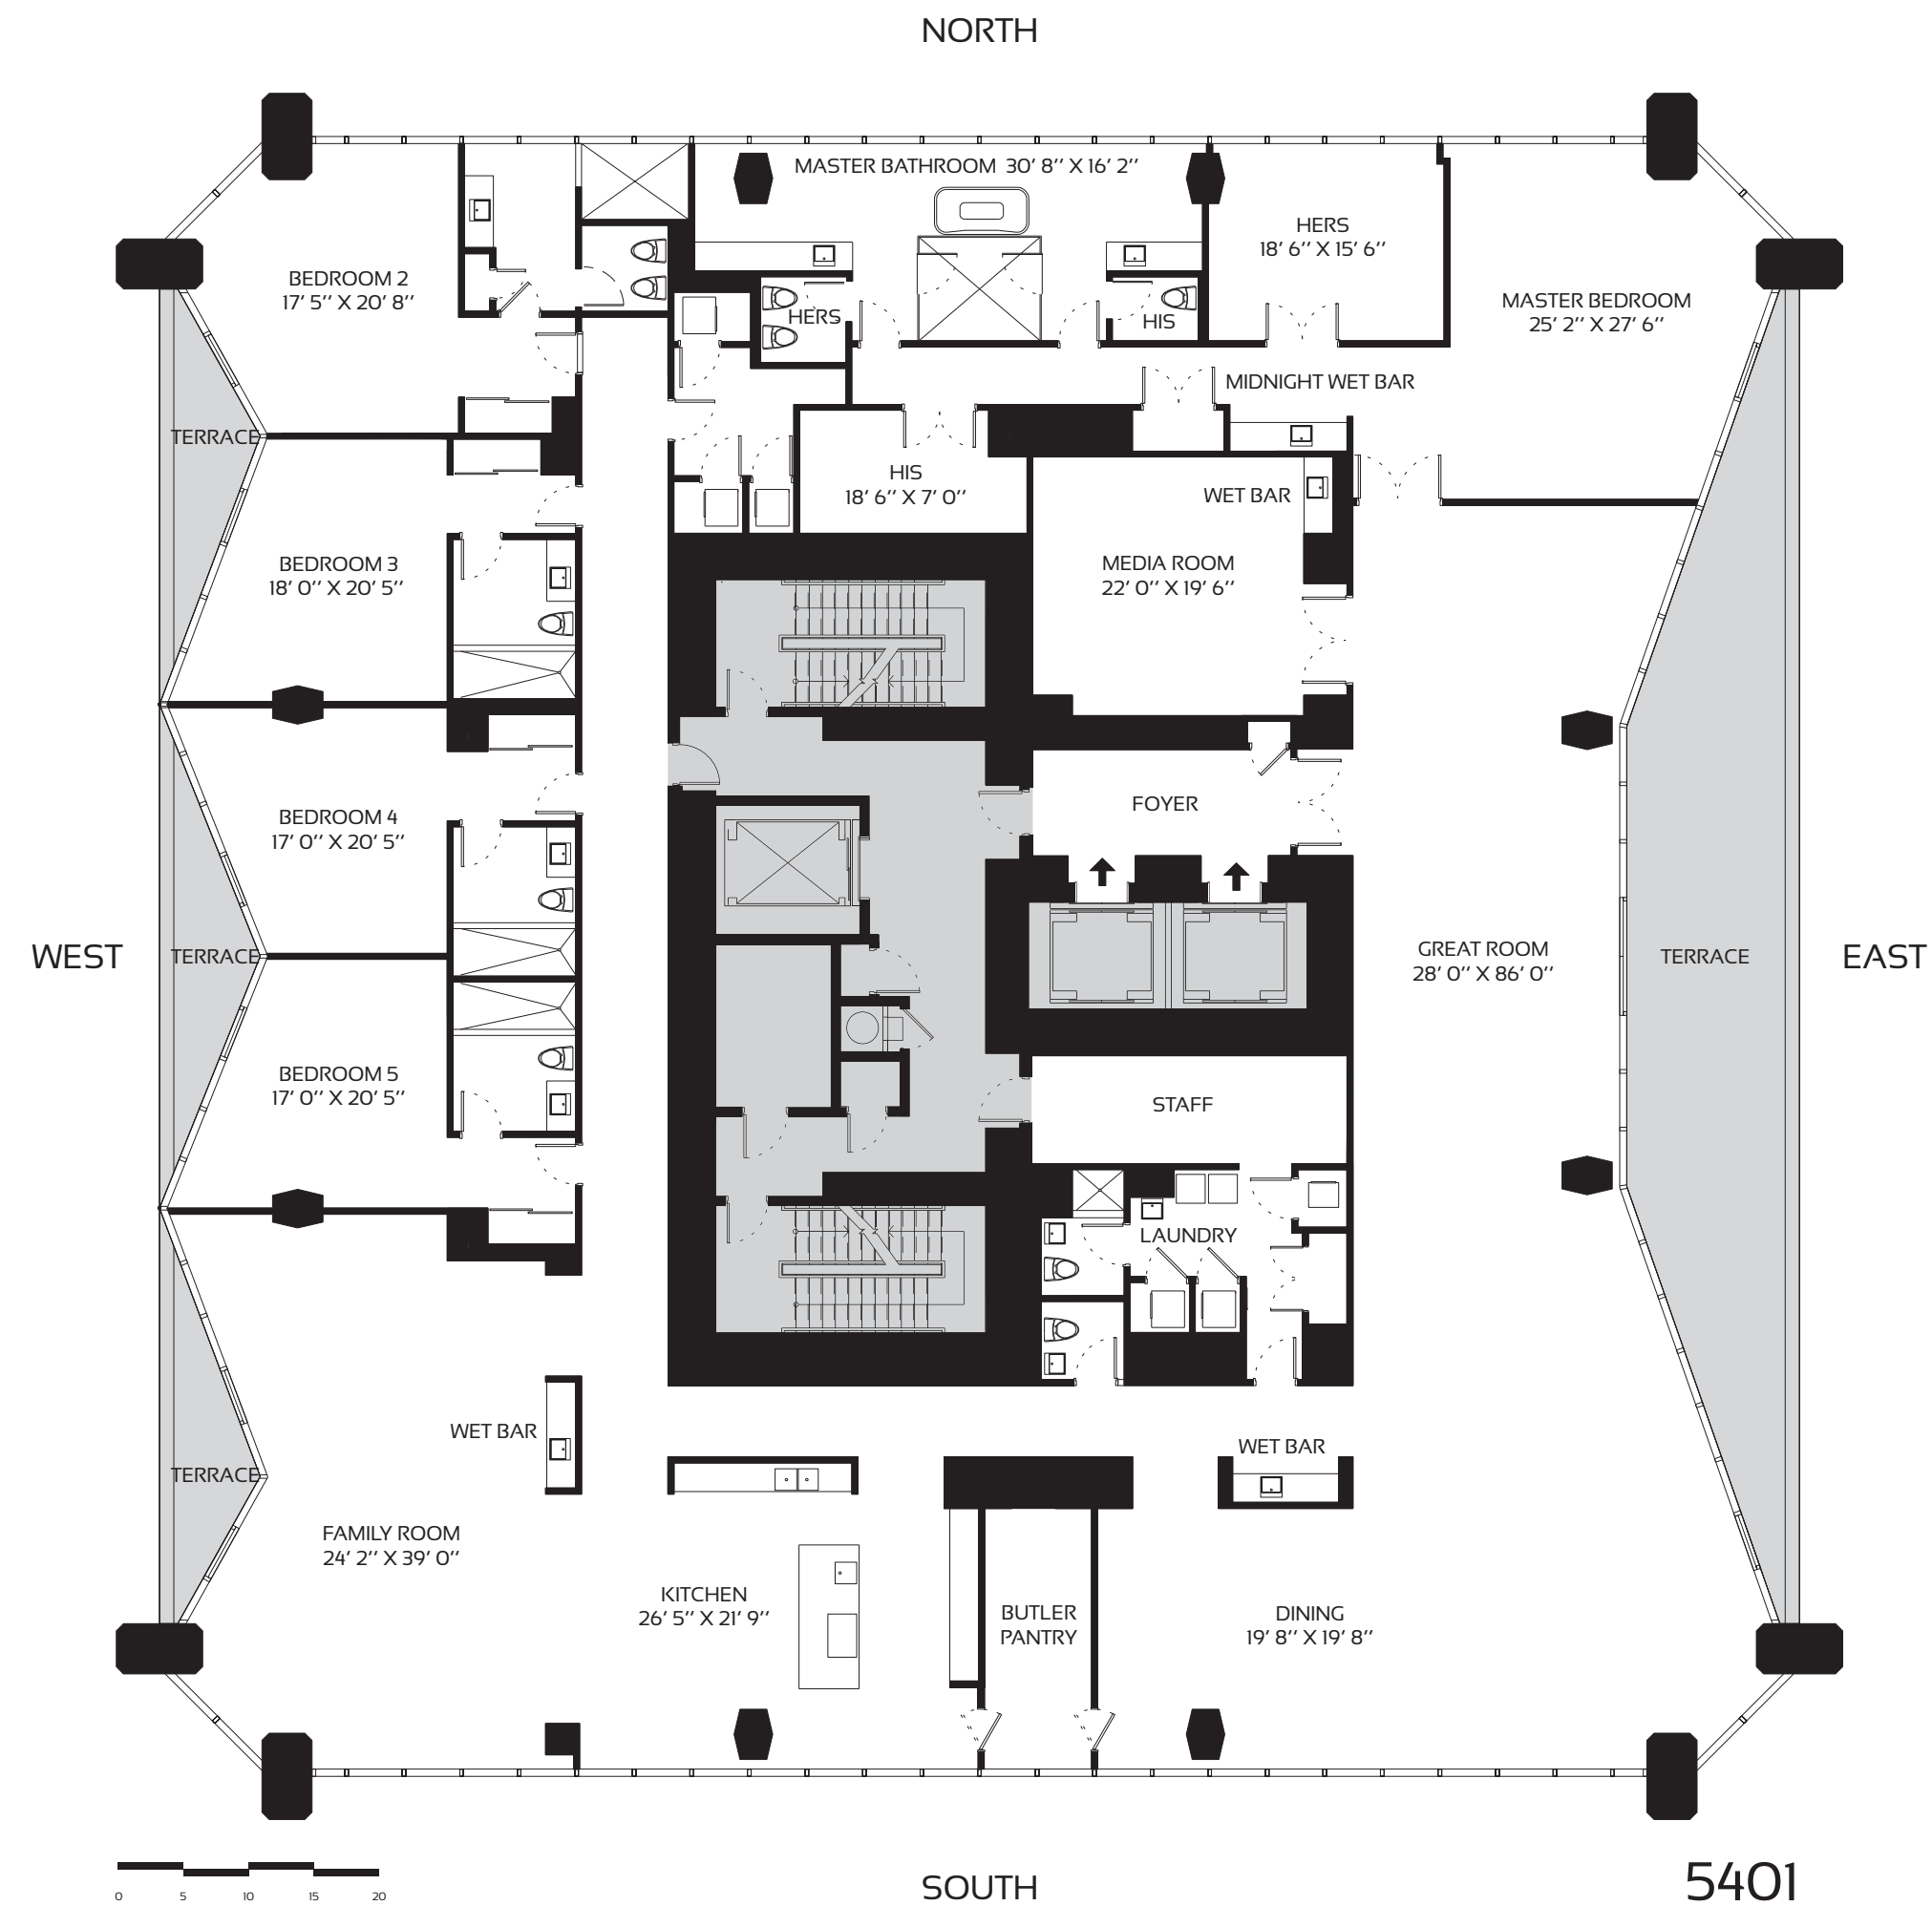 NORTH
MASTER BATHROOM 30' 8'' X 16' 2''
HERS
18' 6'' X 15' 6''
BEDROOM 2
17' 5'' X 20' 8''
MASTER BEDROOM
25' 2'' X 27' 6''
HERS
HIS
MIDNIGHT WET BAR
TERRACE
HIS
18' 6'' X 7' 0''
WET BAR
BEDROOM 3
18' 0'' X 20' 5''
MEDIA ROOM
22' 0'' X 19' 6''
FOYER
BEDROOM 4
17' 0'' X 20' 5''
WEST
TERRACE
GREAT ROOM
28' 0'' X 86' 0''
TERRACE
EAST
BEDROOM 5
17' 0'' X 20' 5''
STAFF
LAUNDRY
WET BAR
WET BAR
TERRACE
FAMILY ROOM
24' 2'' X 39' 0''
KITCHEN
26' 5'' X 21' 9''
BUTLER
PANTRY
DINING
19' 8'' X 19' 8''
0 5 10 15 20
SOUTH
5401